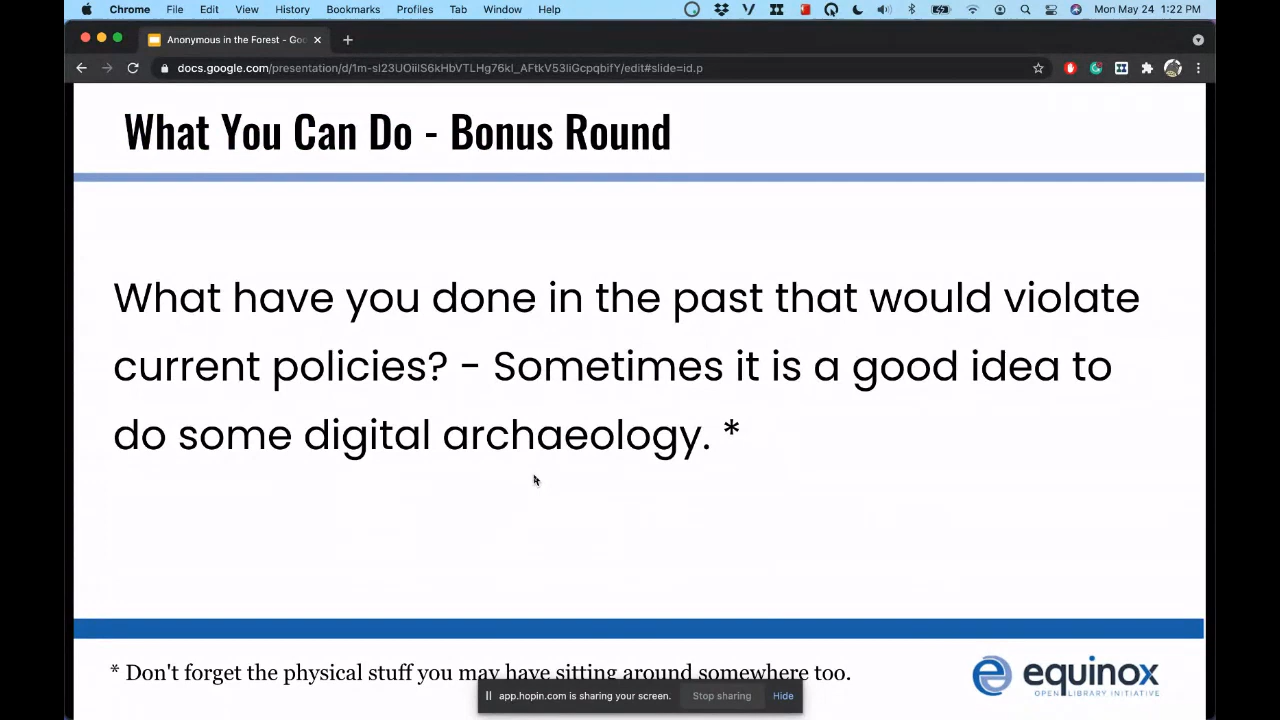 Chrome File Edit View History Bookmarks Profiles Tab Window Help Mon May 24 1:22 PM
Anonymous in the Forest - Goo
docs.google.com/presentation/d/1m-sI23UOiiIS6kHbVTLHg76kI_AFtkV53IiGcpqbifY/edit#slide=id.p
What You Can Do - Bonus Round
What have you done in the past that would violate
current policies? - Sometimes it is a good idea to
do some digital archaeology. *
* Don't forget the physical stuff you may have sitting around somewhere too.
equinox
OPEN LIBRARY INITIATIVE
app.hopin.com is sharing your screen. Stop sharing Hide